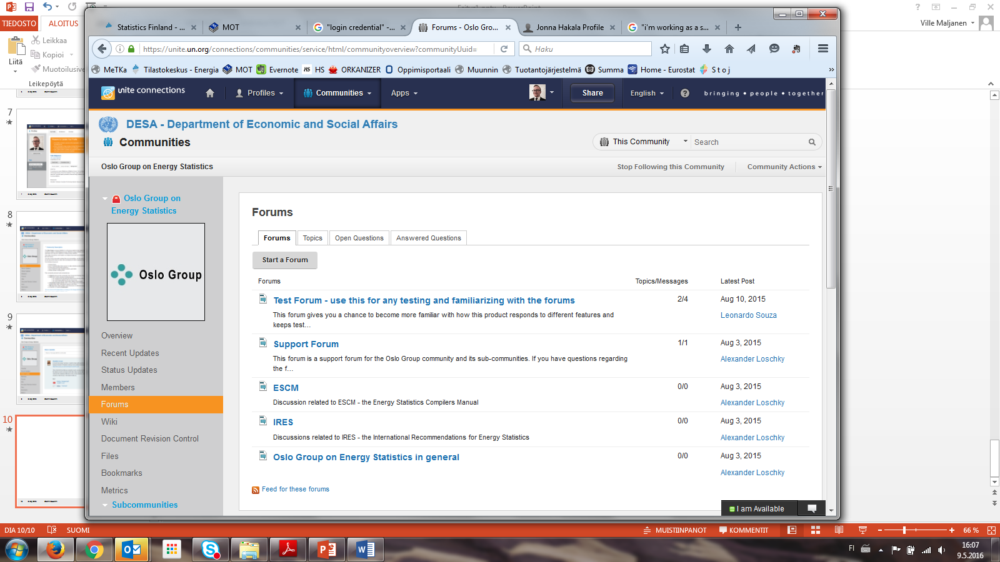 TIEDOSTO
ALOITUS
Ville Maljanen
Liitä
Leikkaa
Kopioi
Muotoilusive
Leikepöytä
7
8
9
10
Statistics Finland - ...
MOT
"login credential" -...
Forums - Oslo Gro...
Jonna Hakala Profile
"i'm working as a s...
https://unite.un.org/connections/communities/service/html/communityoverview?communityUuid=
Haku
MeTKa
Tilastokeskus - Energia
MOT
Evernote
HS HS
ORKANIZER
Oppimisportaali
Muunnin
Tuotantojärjestelmä
Summa
Home - Eurostat
S t o j
unite connections
Profiles
Communities
Apps
Share
English
bringing • people • together
DESA - Department of Economic and Social Affairs
Communities
This Community
Search
Oslo Group on Energy Statistics
Stop Following this Community
Community Actions
Oslo Group on
Energy Statistics
Oslo Group
Overview
Recent Updates
Status Updates
Members
Forums
Wiki
Document Revision Control
Files
Bookmarks
Metrics
Subcommunities
Forums
Forums
Topics
Open Questions
Answered Questions
Start a Forum
Forums
Topics/Messages
Latest Post
Test Forum - use this for any testing and familiarizing with the forums
2/4
Aug 10, 2015
This forum gives you a chance to become more familiar with how this product responds to different features and
keeps test...
Leonardo Souza
Support Forum
1/1
Aug 3, 2015
This forum is a support forum for the Oslo Group community and its sub-communities. If you have questions regarding
the f...
Alexander Loschky
ESCM
0/0
Aug 3, 2015
Discussion related to ESCM - the Energy Statistics Compilers Manual
Alexander Loschky
IRES
0/0
Aug 3, 2015
Discussions related to IRES - the International Recommendations for Energy Statistics
Alexander Loschky
Oslo Group on Energy Statistics in general
0/0
Aug 3, 2015
Alexander Loschky
Feed for these forums
I am Available
DIA 10/10
SUOMI
MUISTIINPANOT
KOMMENTIT
66 %
FI
16:07
9.5.2016